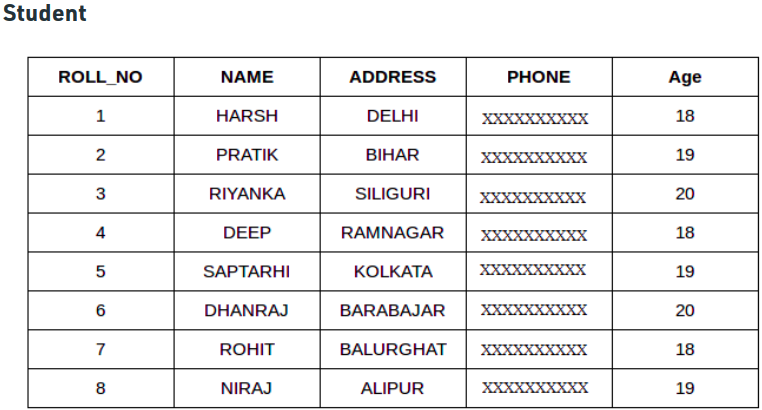 Student
ROLL_NO NAME ADDRESS PHONE Age
1 HARSH DELHI XXXXXXXXXX 18
2 PRATIK BIHAR XXXXXXXXXX 19
3 RIYANKA SILIGURI XXXXXXXXXX 20
4 DEEP RAMNAGAR XXXXXXXXXX 18
5 SAPTARHI KOLKATA XXXXXXXXXX 19
6 DHANRAJ BARABAJAR XXXXXXXXXX 20
7 ROHIT BALURGHAT XXXXXXXXXX 18
8 NIRAJ ALIPUR XXXXXXXXXX 19